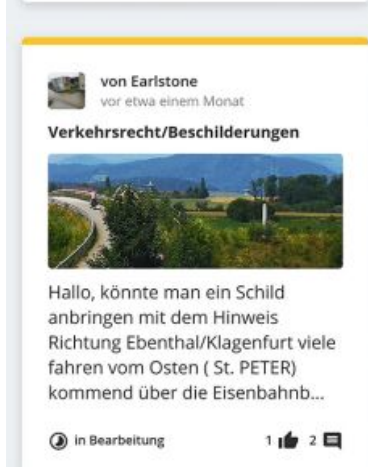 von Earlstone
vor etwa einem Monat
Verkehrsrecht/Beschilderungen
Hallo, könnte man ein Schild
anbringen mit dem Hinweis
Richtung Ebenthal/Klagenfurt viele
fahren vom Osten ( St. PETER)
kommend über die Eisenbahnb...
in Bearbeitung
1 2